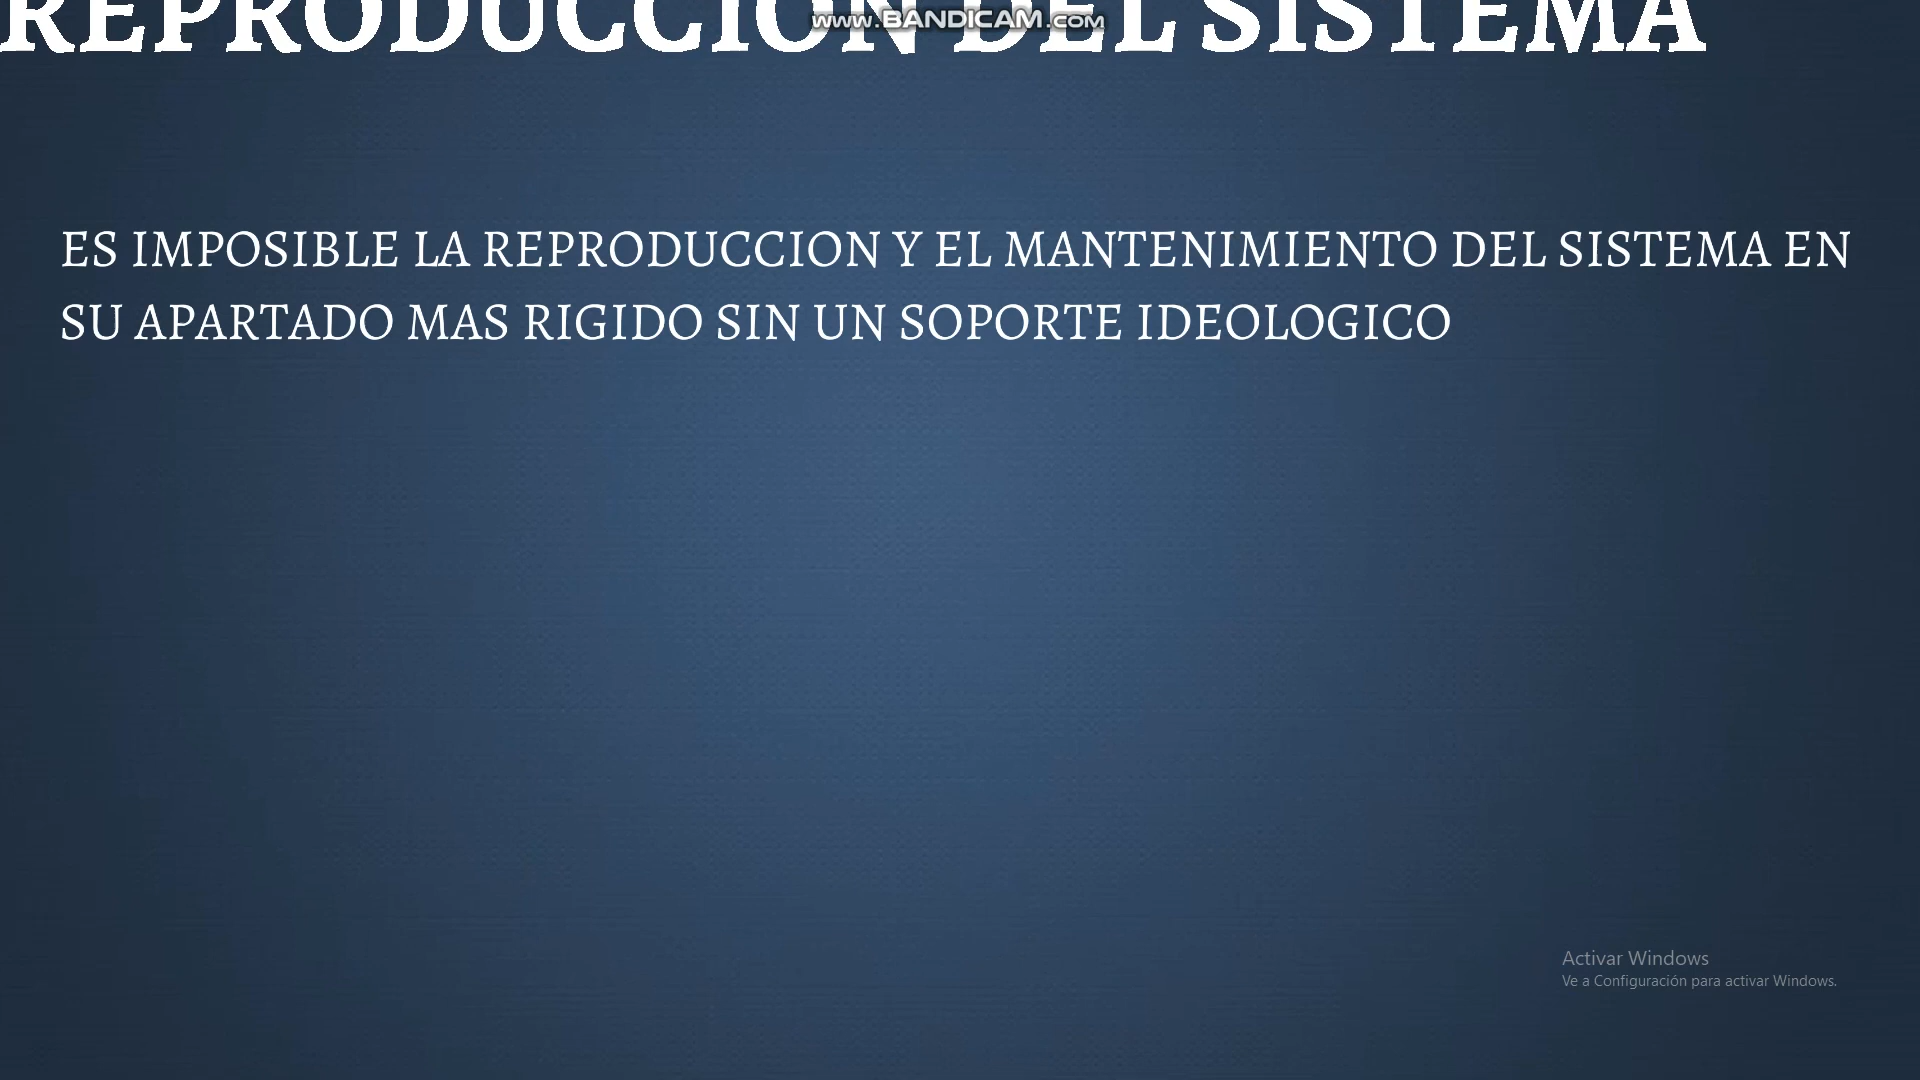 REPRODUCCION DEL SISTEMA
www.BANDICAM.com
ES IMPOSIBLE LA REPRODUCCION Y EL MANTENIMIENTO DEL SISTEMA EN
SU APARTADO MAS RIGIDO SIN UN SOPORTE IDEOLOGICO
Activar Windows
Ve a Configuración para activar Windows.